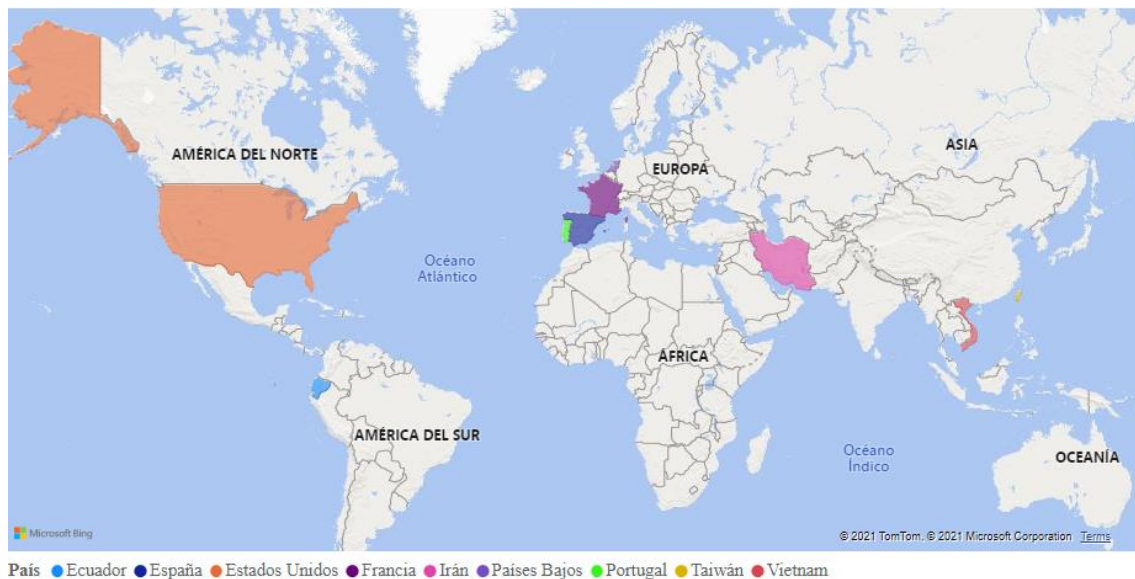 AMÉRICA DEL NORTE
EUROPA
ASIA
Océano
Atlántico
ÁFRICA
AMÉRICA DEL SUR
Océano
Índico
OCEANÍA
Microsoft Bing
© 2021 TomTom, © 2021 Microsoft Corporation Terms
País Ecuador España Estados Unidos Francia Irán Países Bajos Portugal Taiwán Vietnam